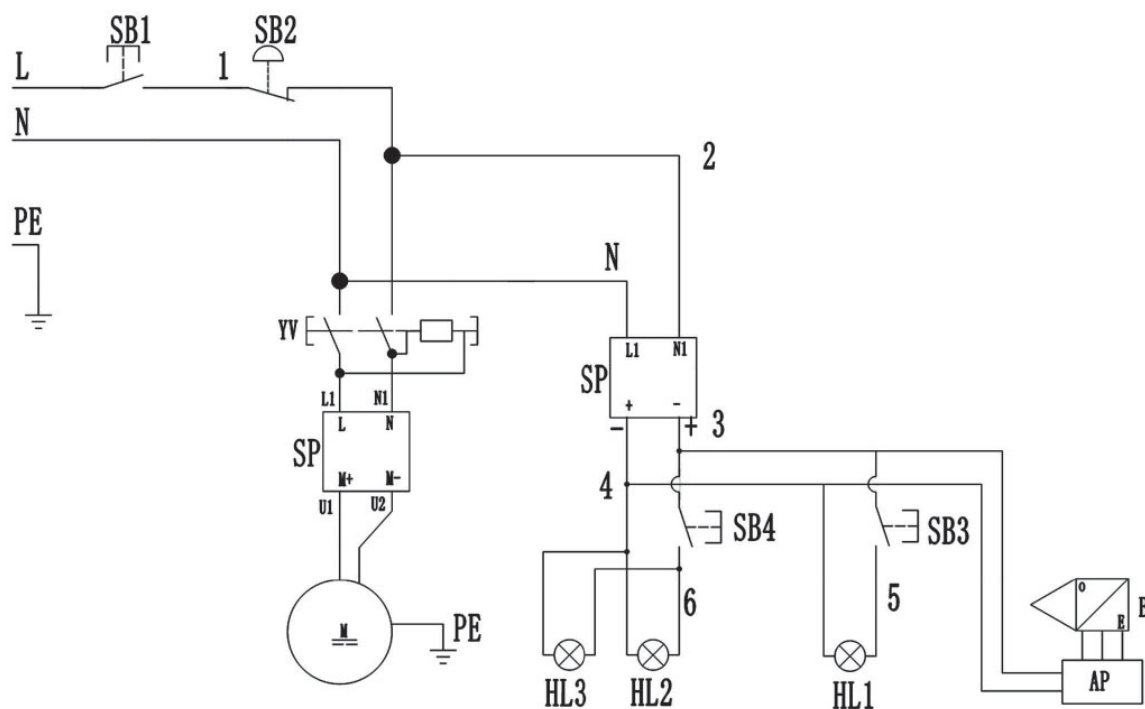 SB1 SB2
L 1
N
2
PE
N
YV
L1 N1
SP
+ -
- + 3
L1 N1
L N
SP
M+ M-
U1 U2
4
SB4 SB3
6 5
O
E
M
PE
AP
HL3 HL2 HL1